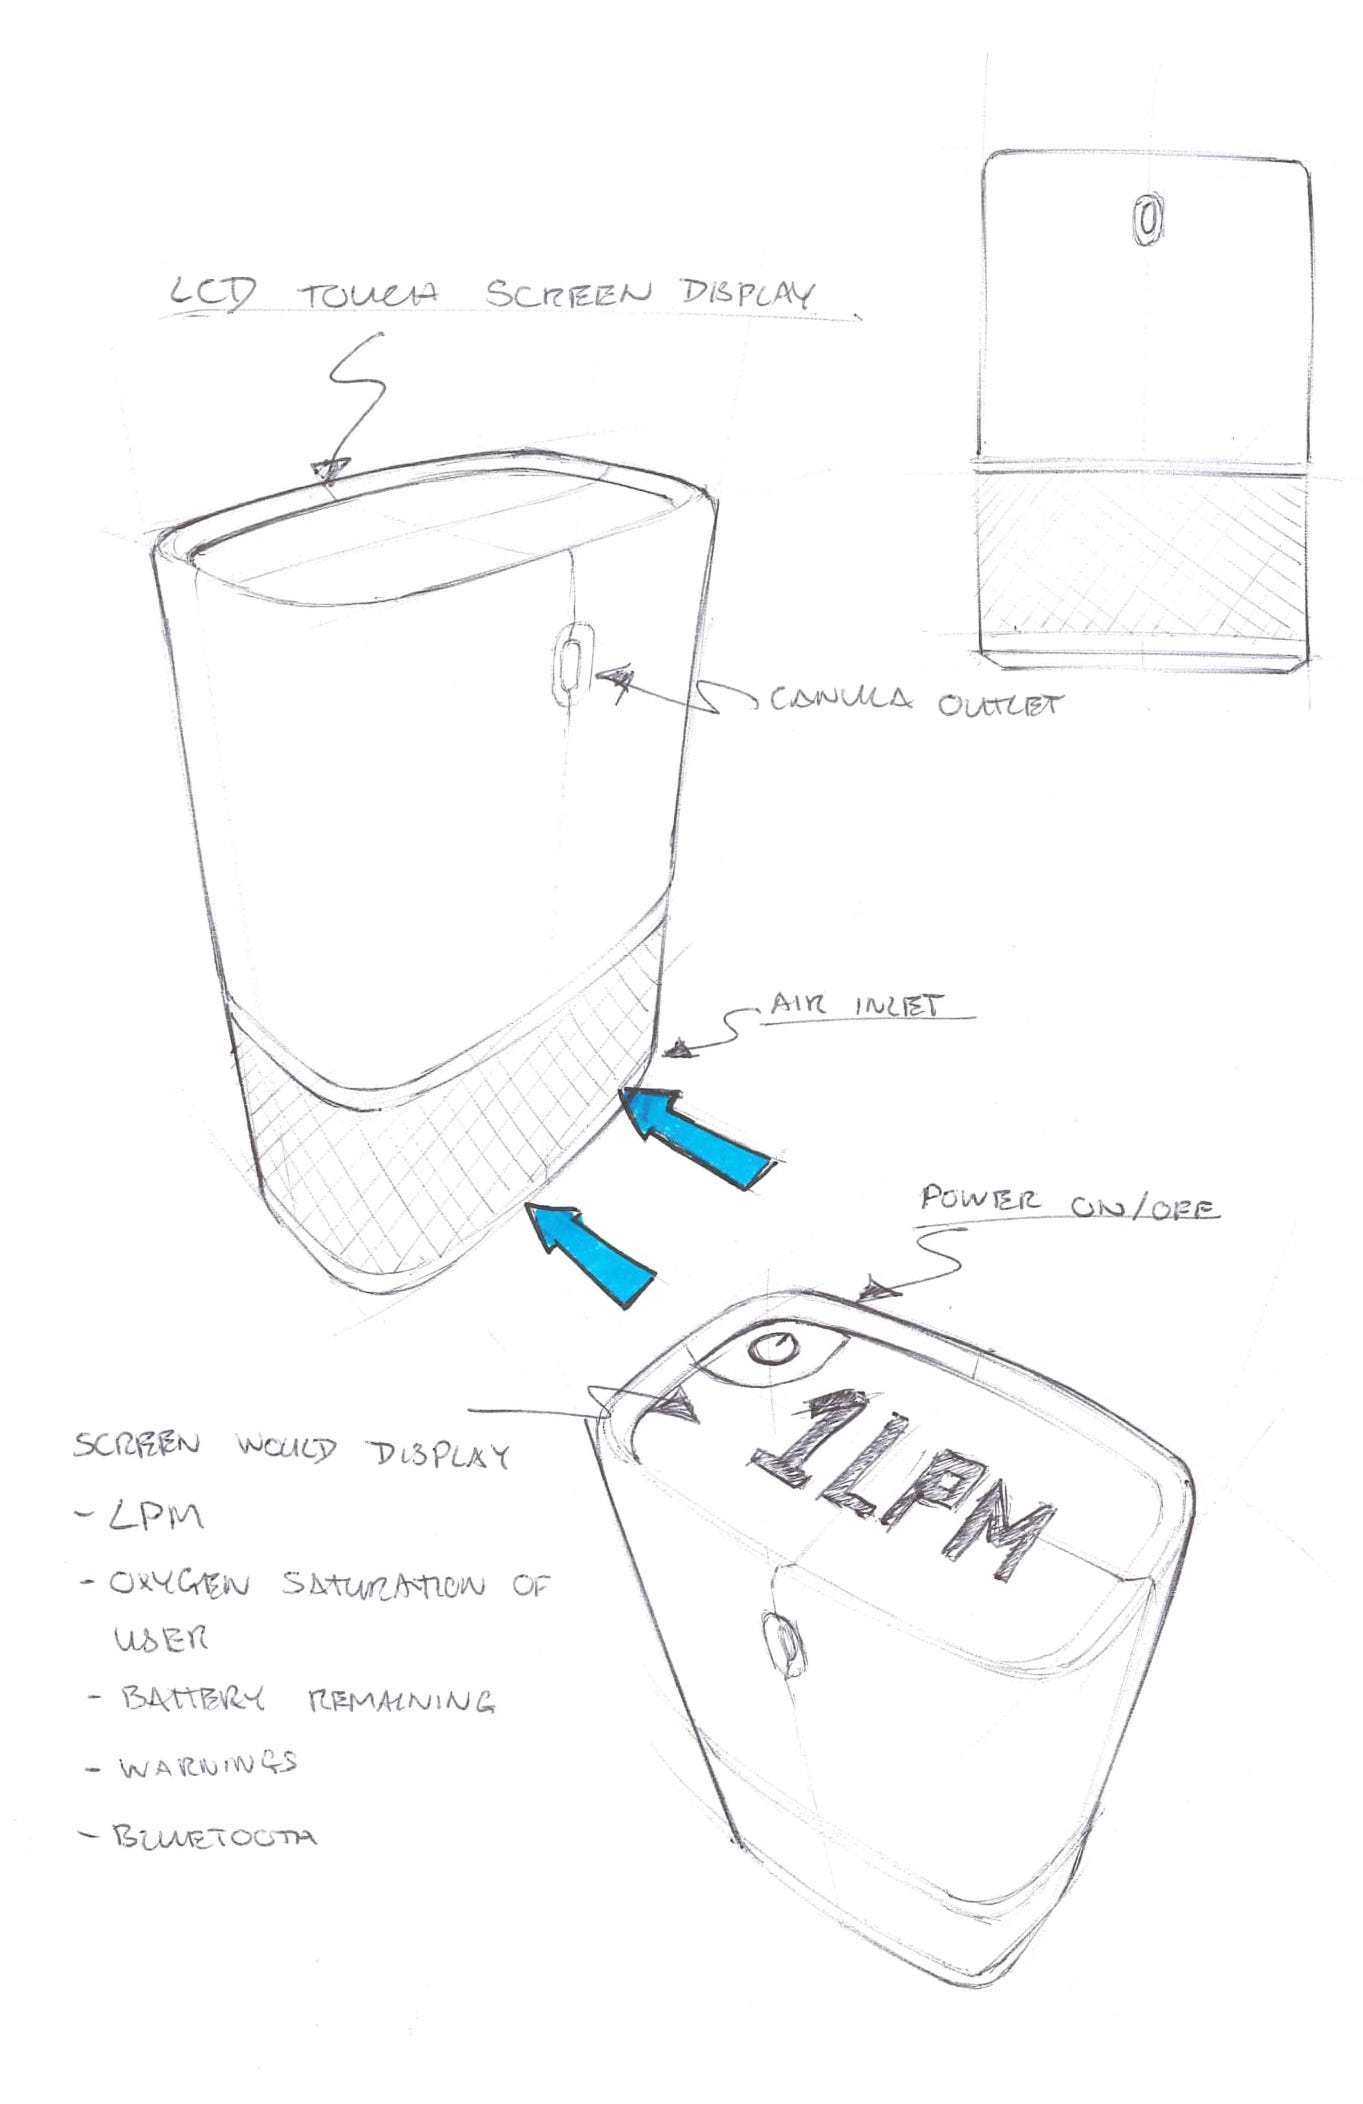 LCD TOUCH SCREEN DISPLAY
CANULA OUTLET
AIR INLET
POWER ON/OFF
1LPM
SCREEN WOULD DISPLAY
- LPM
- OXYGEN SATURATION OF
USER
- BATTERY REMAINING
- WARNINGS
- BLUETOOTH